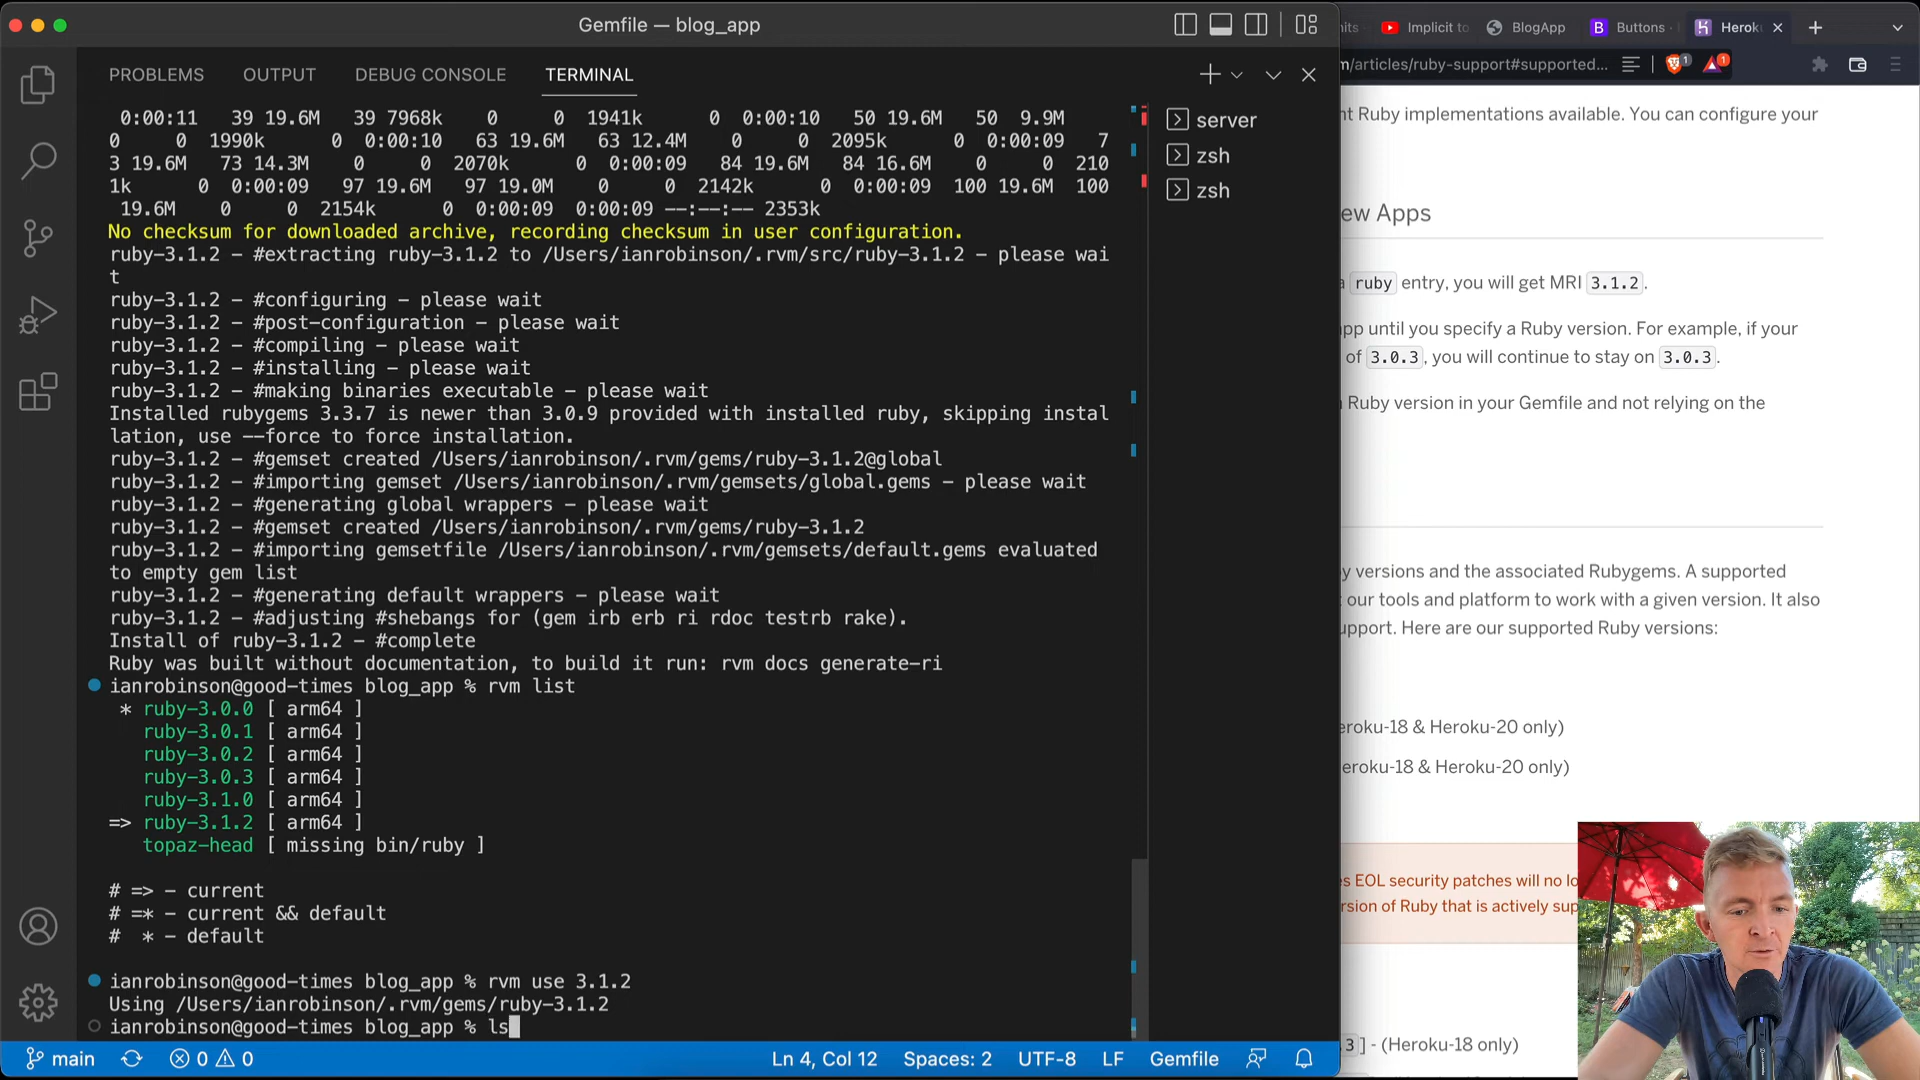 Gemfile — blog_app
PROBLEMS OUTPUT DEBUG CONSOLE TERMINAL
0:00:11 39 19.6M 39 7968k 0 0 1941k 0 0:00:10 50 19.6M 50 9.9M
0 0 1990k 0 0:00:10 63 19.6M 63 12.4M 0 0 2095k 0 0:00:09 7
3 19.6M 73 14.3M 0 0 2070k 0 0:00:09 84 19.6M 84 16.6M 0 0 210
1k 0 0:00:09 97 19.6M 97 19.0M 0 0 2142k 0 0:00:09 100 19.6M 100
19.6M 0 0 2154k 0 0:00:09 0:00:09 --:--:-- 2353k
No checksum for downloaded archive, recording checksum in user configuration.
ruby-3.1.2 - #extracting ruby-3.1.2 to /Users/ianrobinson/.rvm/src/ruby-3.1.2 - please wai
t
ruby-3.1.2 - #configuring - please wait
ruby-3.1.2 - #post-configuration - please wait
ruby-3.1.2 - #compiling - please wait
ruby-3.1.2 - #installing - please wait
ruby-3.1.2 - #making binaries executable - please wait
Installed rubygems 3.3.7 is newer than 3.0.9 provided with installed ruby, skipping instal
lation, use --force to force installation.
ruby-3.1.2 - #gemset created /Users/ianrobinson/.rvm/gems/ruby-3.1.2@global
ruby-3.1.2 - #importing gemset /Users/ianrobinson/.rvm/gemsets/global.gems - please wait
ruby-3.1.2 - #generating global wrappers - please wait
ruby-3.1.2 - #gemset created /Users/ianrobinson/.rvm/gems/ruby-3.1.2
ruby-3.1.2 - #importing gemsetfile /Users/ianrobinson/.rvm/gemsets/default.gems evaluated
to empty gem list
ruby-3.1.2 - #generating default wrappers - please wait
ruby-3.1.2 - #adjusting #shebangs for (gem irb erb ri rdoc testrb rake).
Install of ruby-3.1.2 - #complete
Ruby was built without documentation, to build it run: rvm docs generate-ri
ianrobinson@good-times blog_app % rvm list
* ruby-3.0.0 [ arm64 ]
ruby-3.0.1 [ arm64 ]
ruby-3.0.2 [ arm64 ]
ruby-3.0.3 [ arm64 ]
ruby-3.1.0 [ arm64 ]
=> ruby-3.1.2 [ arm64 ]
topaz-head [ missing bin/ruby ]
# => - current
# =* - current && default
# * - default
ianrobinson@good-times blog_app % rvm use 3.1.2
Using /Users/ianrobinson/.rvm/gems/ruby-3.1.2
ianrobinson@good-times blog_app % ls
server
zsh
zsh
main 0 0 Ln 4, Col 12 Spaces: 2 UTF-8 LF Gemfile
nits Implicit to BlogApp B Buttons · Heroku
m/articles/ruby-support#supported... 1 1
nt Ruby implementations available. You can configure your
ew Apps
a ruby entry, you will get MRI 3.1.2.
app until you specify a Ruby version. For example, if your
of 3.0.3, you will continue to stay on 3.0.3.
Ruby version in your Gemfile and not relying on the
y versions and the associated Rubygems. A supported
t our tools and platform to work with a given version. It also
upport. Here are our supported Ruby versions:
eroku-18 & Heroku-20 only)
eroku-18 & Heroku-20 only)
s EOL security patches will no lo
rsion of Ruby that is actively sup
3] - (Heroku-18 only)